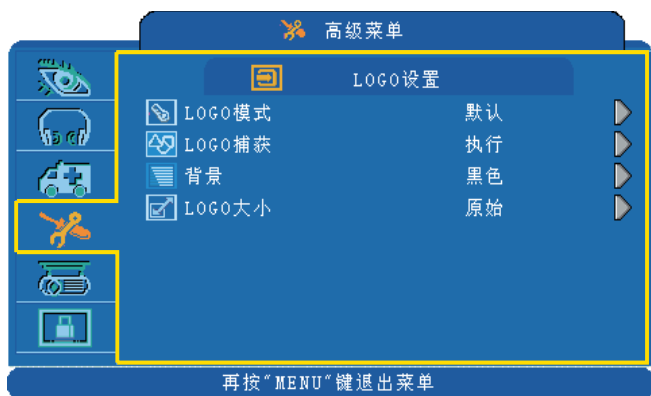 高级菜单
LOGO设置
LOGO模式 默认
LOGO捕获 执行
背景 黑色
LOGO大小 原始
再按"MENU"键退出菜单